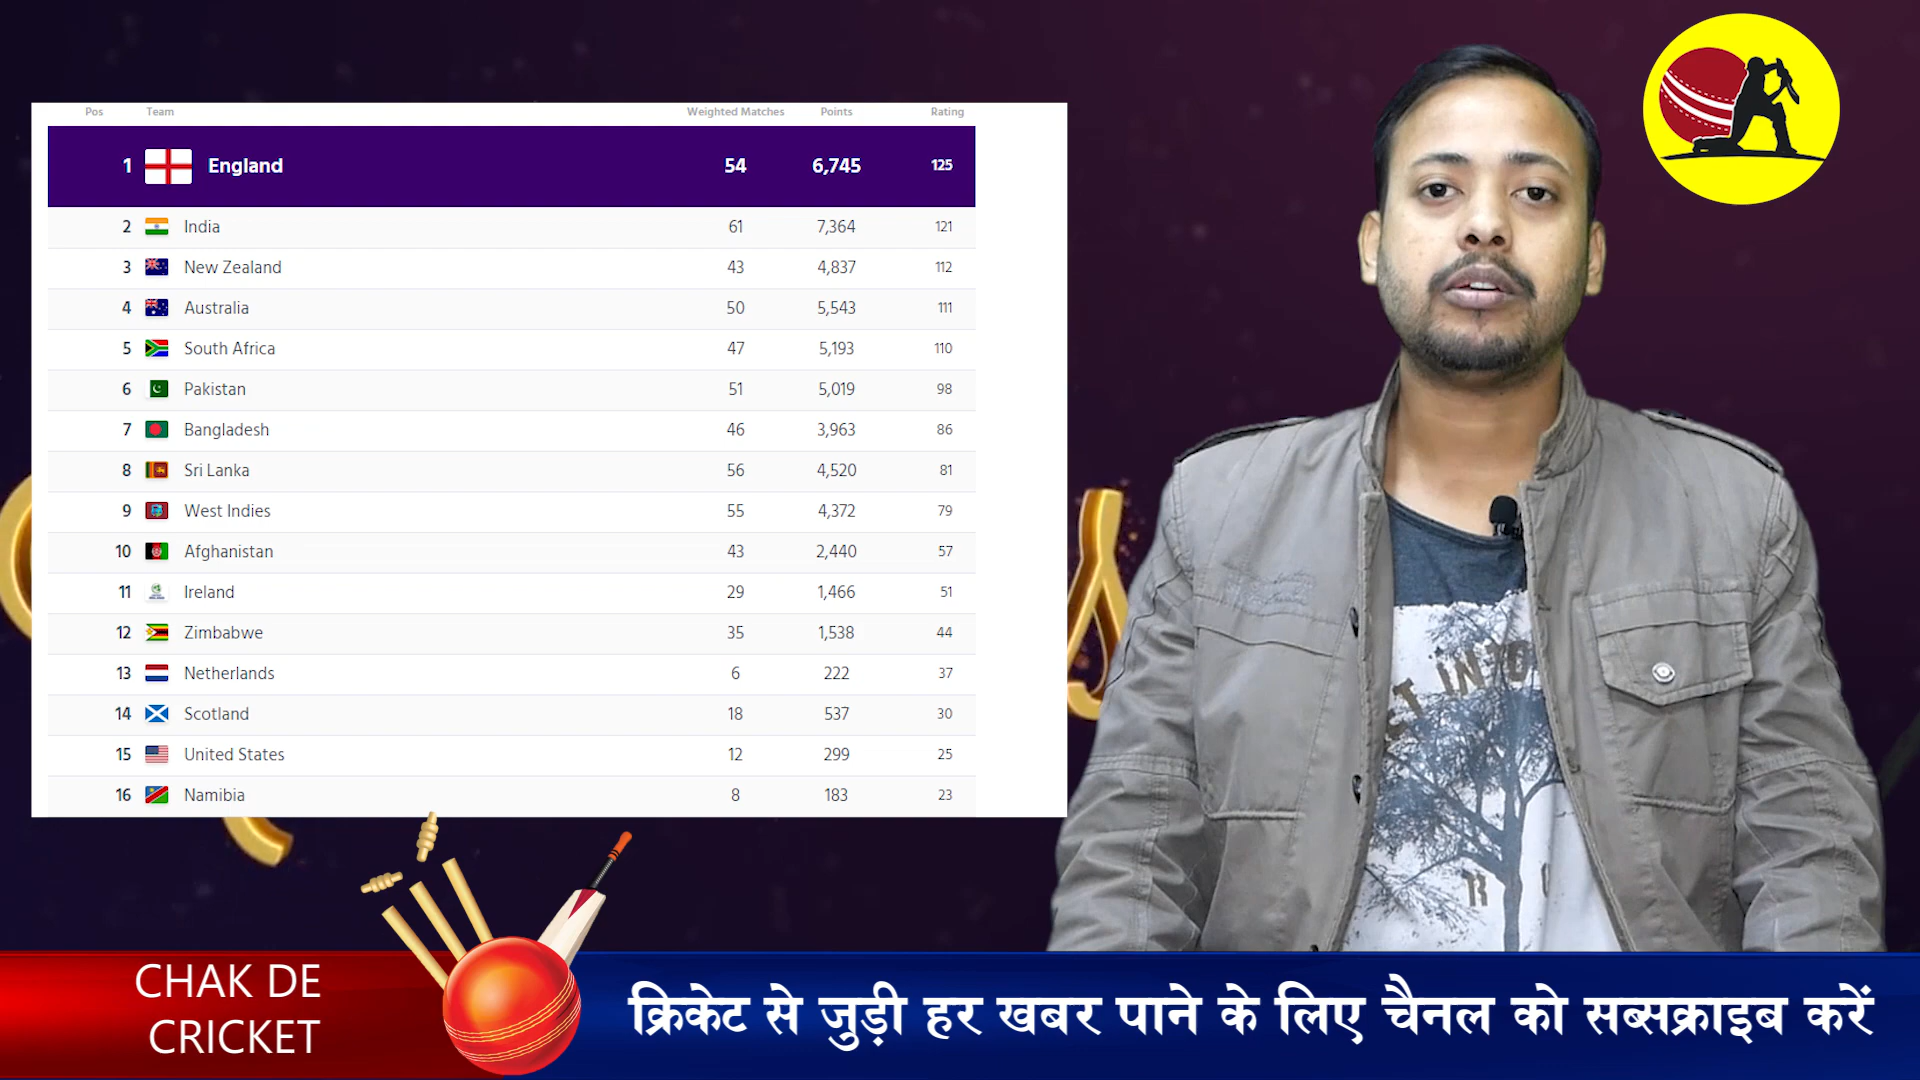 Pos Team Weighted Matches Points Rating
1 England 54 6,745 125
2 India 61 7,364 121
3 New Zealand 43 4,837 112
4 Australia 50 5,543 111
5 South Africa 47 5,193 110
6 Pakistan 51 5,019 98
7 Bangladesh 46 3,963 86
8 Sri Lanka 56 4,520 81
9 West Indies 55 4,372 79
10 Afghanistan 43 2,440 57
11 Ireland 29 1,466 51
12 Zimbabwe 35 1,538 44
13 Netherlands 6 222 37
14 Scotland 18 537 30
15 United States 12 299 25
16 Namibia 8 183 23
CHAK DE
CRICKET
क्रिकेट से जुड़ी हर खबर पाने के लिए चैनल को सब्सक्राइब करें